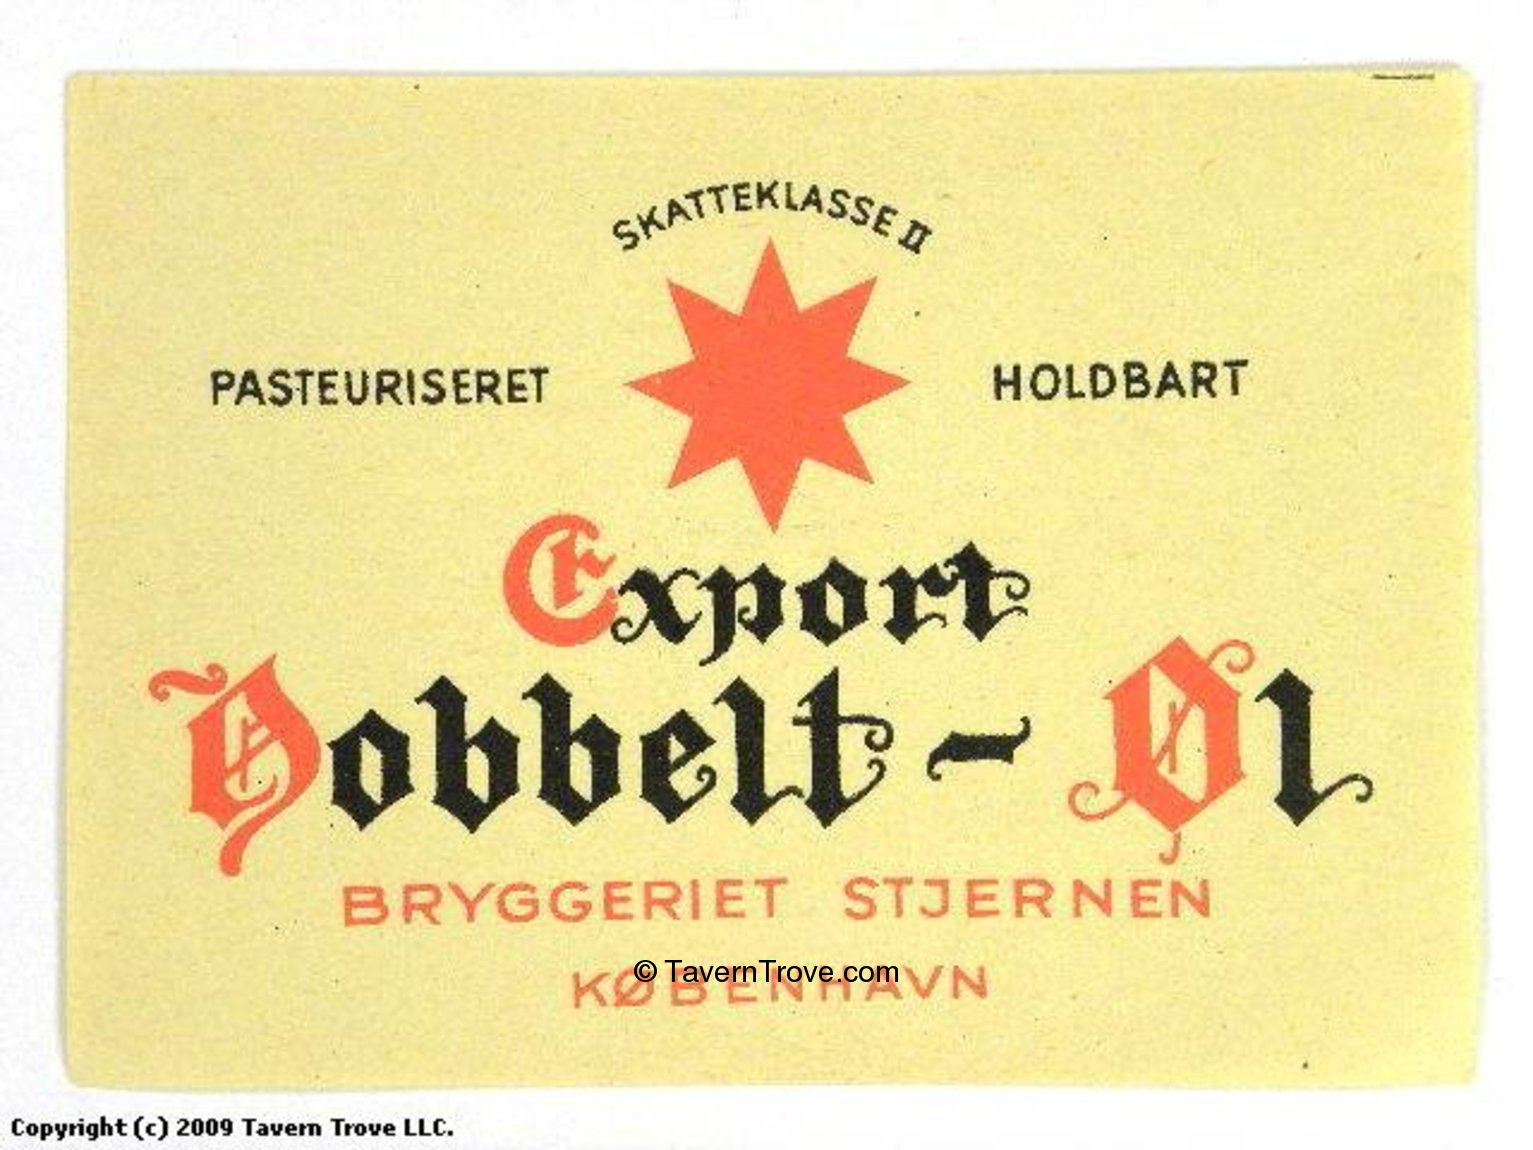 SKATTEKLASSE II
PASTEURISERET HOLDBART
Export
Dobbelt - Øl
BRYGGERIET STJERNEN
KØBENHAVN
© TavernTrove.com
Copyright (c) 2009 Tavern Trove LLC.